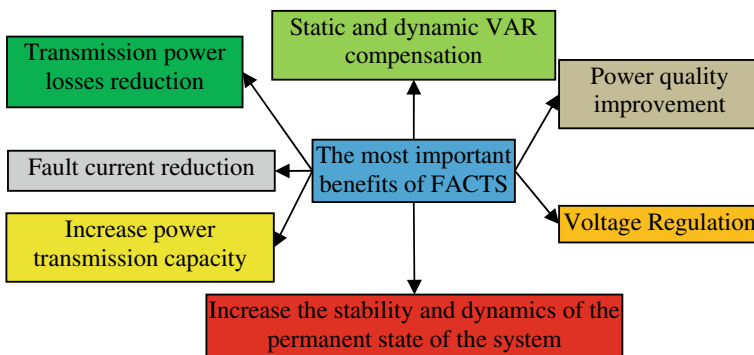 Static and dynamic VAR
compensation
Transmission power
losses reduction
Power quality
improvement
Fault current reduction
The most important
benefits of FACTS
Increase power
transmission capacity
Voltage Regulation
Increase the stability and dynamics of the
permanent state of the system